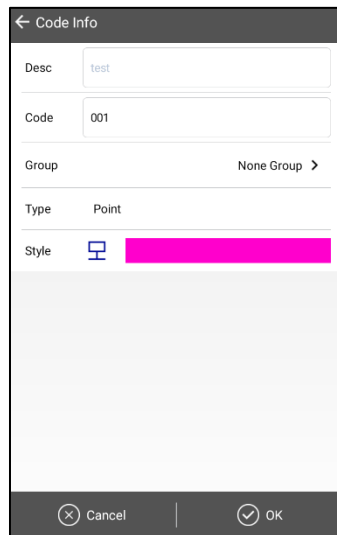 Code Info
Desc test
Code 001
Group None Group
Type Point
Style
Cancel OK